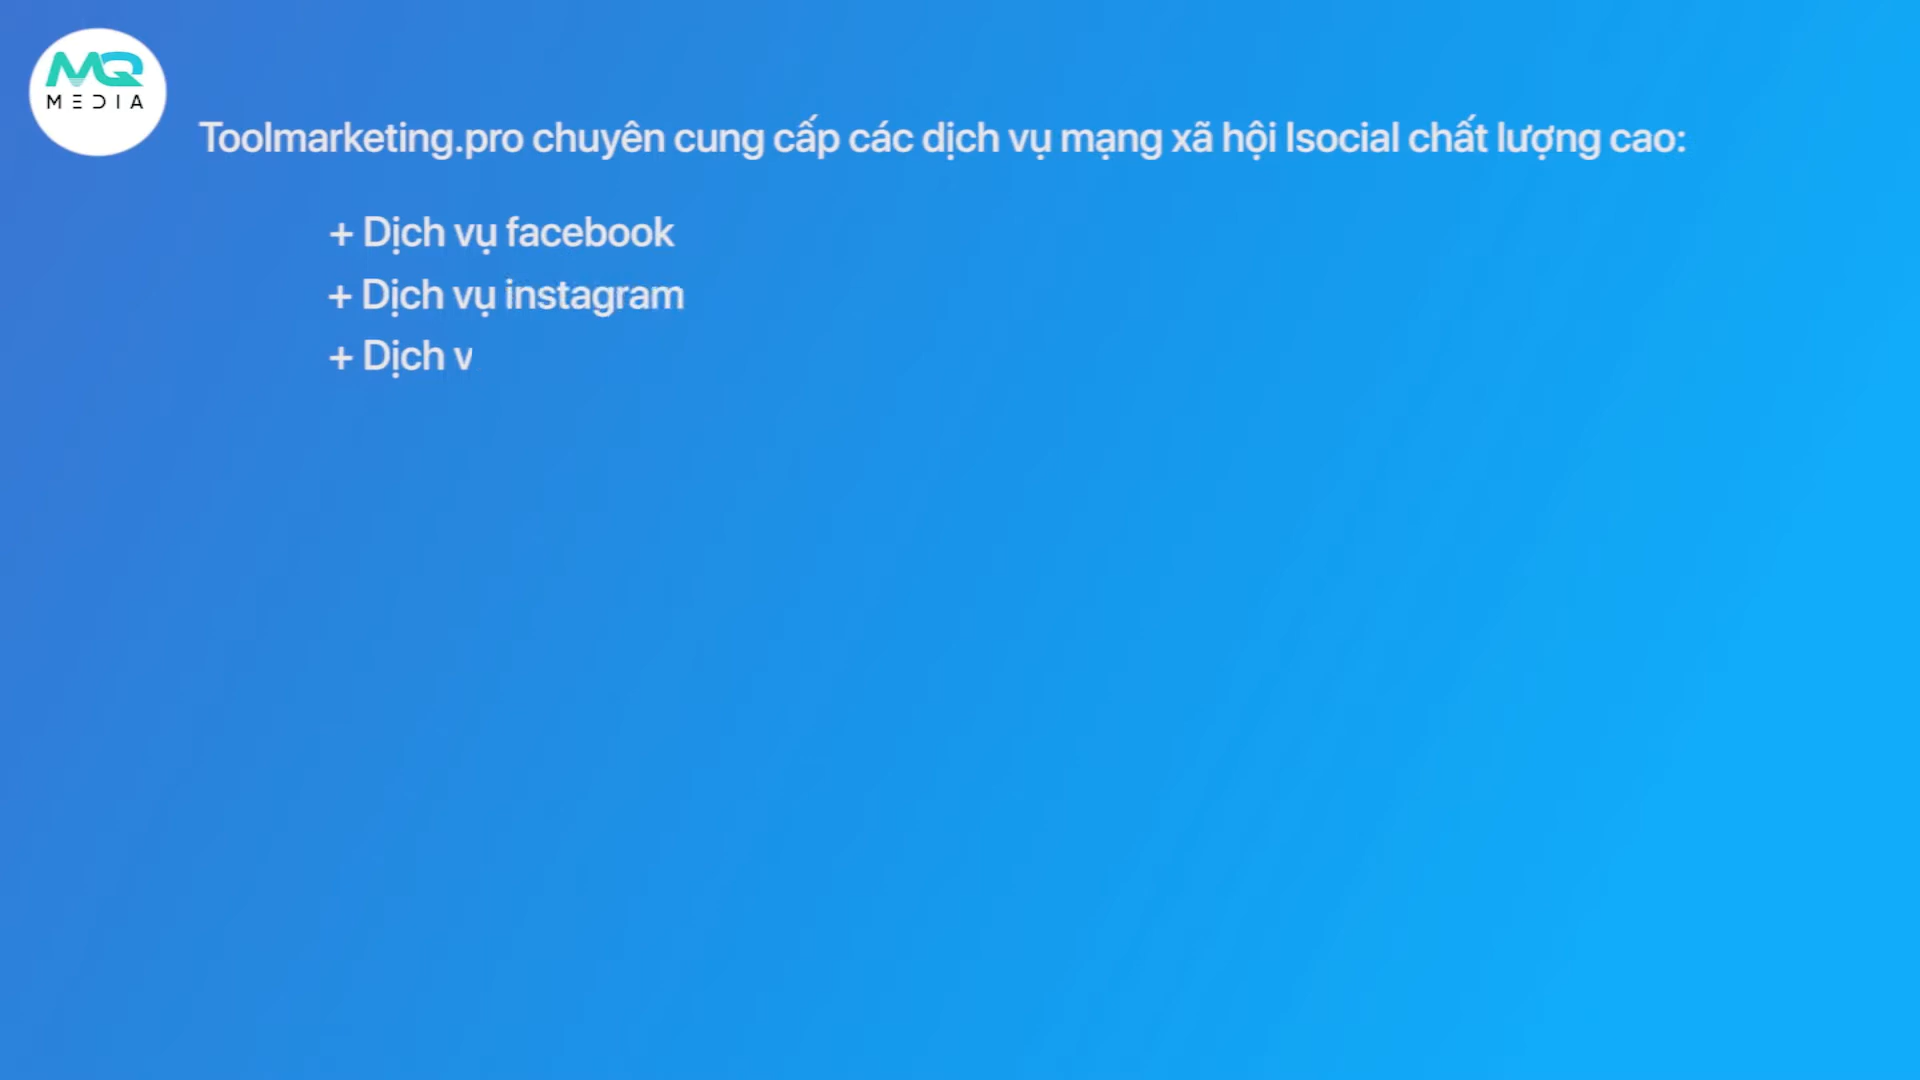 MQ
MEDIA
Toolmarketing.pro chuyên cung cấp các dịch vụ mạng xã hội Isocial chất lượng cao:
+ Dịch vụ facebook
+ Dịch vụ instagram
+ Dịch v